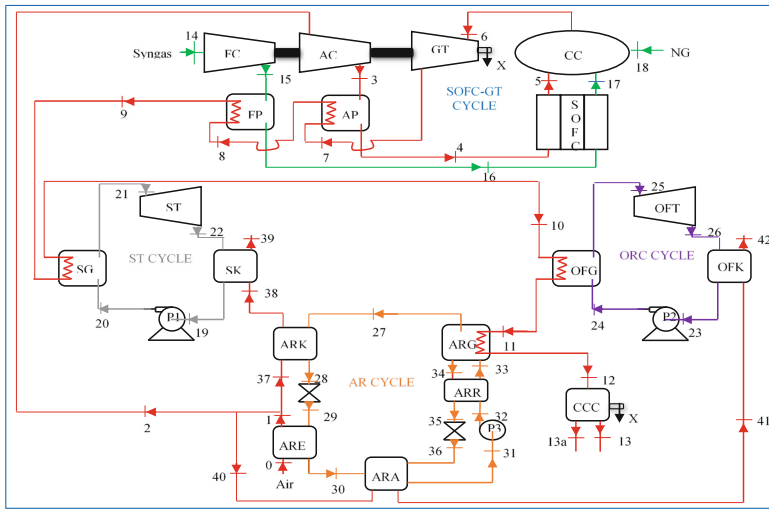 14
Syngas
FC
AC
GT
6
X
CC
NG
18
15
3
SOFC-GT
CYCLE
5
17
SOFC
9
FP
AP
8
7
4
16
21
ST
22
39
ST CYCLE
SG
SK
38
20
P1
19
10
25
OFT
26
42
OFG
ORC CYCLE
OFK
24
P2
23
27
ARK
ARG
11
28
34
33
AR CYCLE
ARR
12
37
CCC
X
29
35
32
P3
1
2
36
13a
13
41
ARE
31
0
Air
30
ARA
40